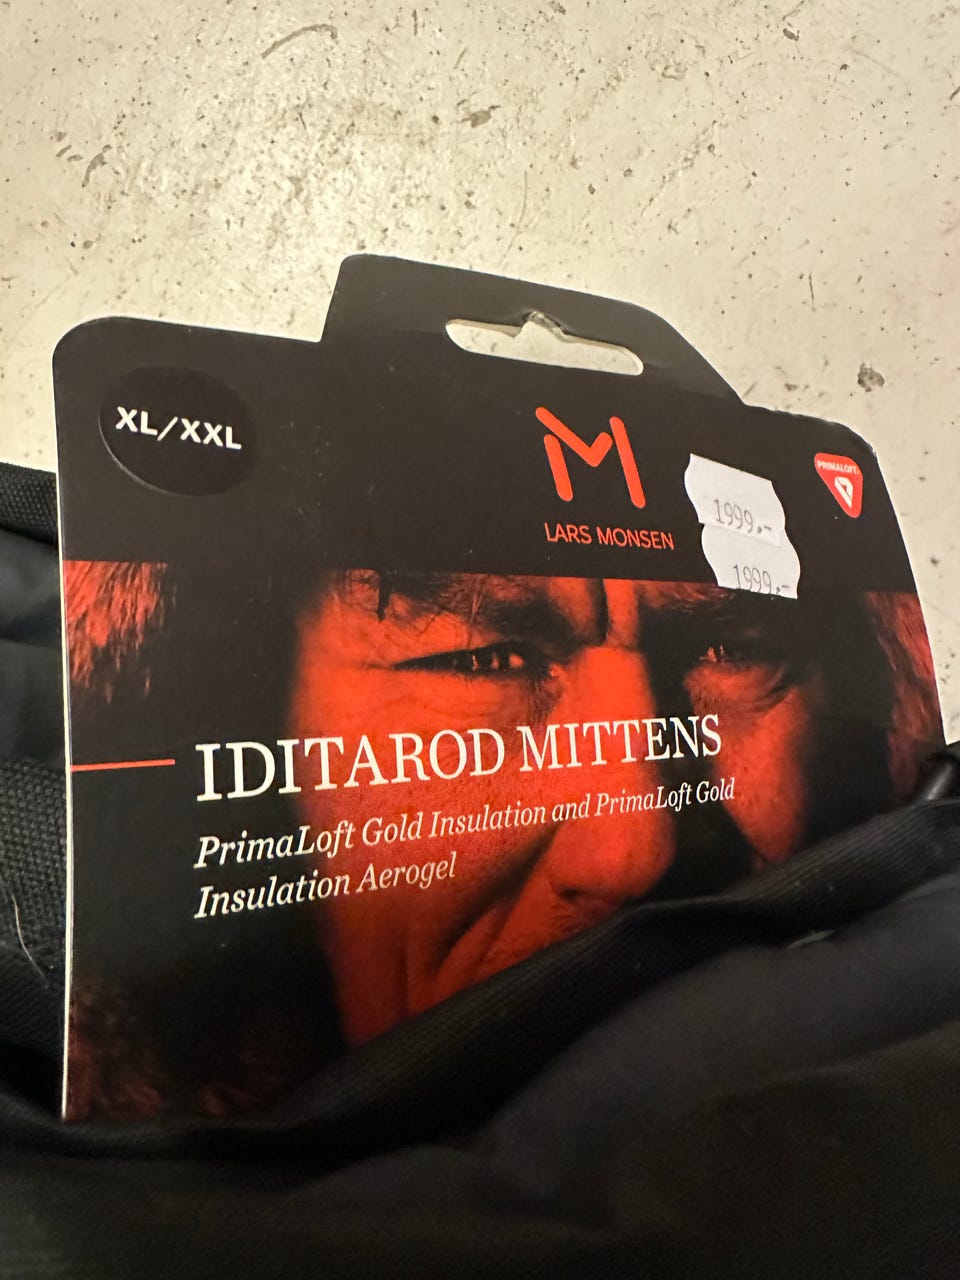 XL/XXL
LARS MONSEN
PRIMALOFT
1999,-
1999,-
IDITAROD MITTENS
PrimaLoft Gold Insulation and PrimaLoft Gold
Insulation Aerogel